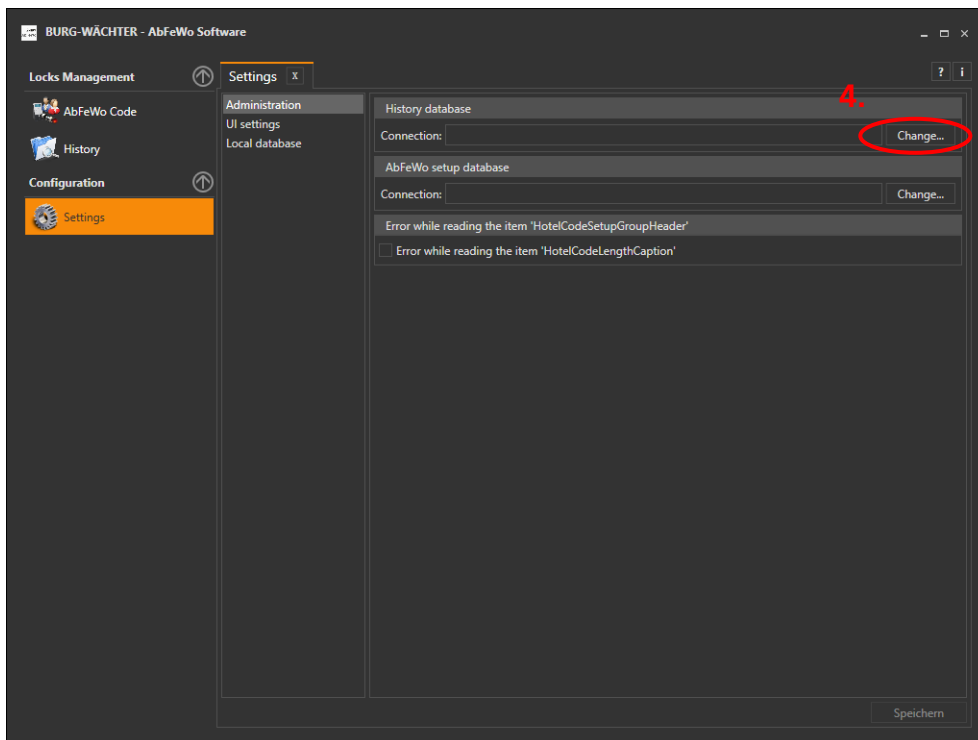 BURG-WÄCHTER - AbFeWo Software
Locks Management
AbFeWo Code
History
Configuration
Settings
Settings x
? i
Administration
UI settings
Local database
4.
History database
Connection: Change...
AbFeWo setup database
Connection: Change...
Error while reading the item 'HotelCodeSetupGroupHeader'
Error while reading the item 'HotelCodeLengthCaption'
Speichern